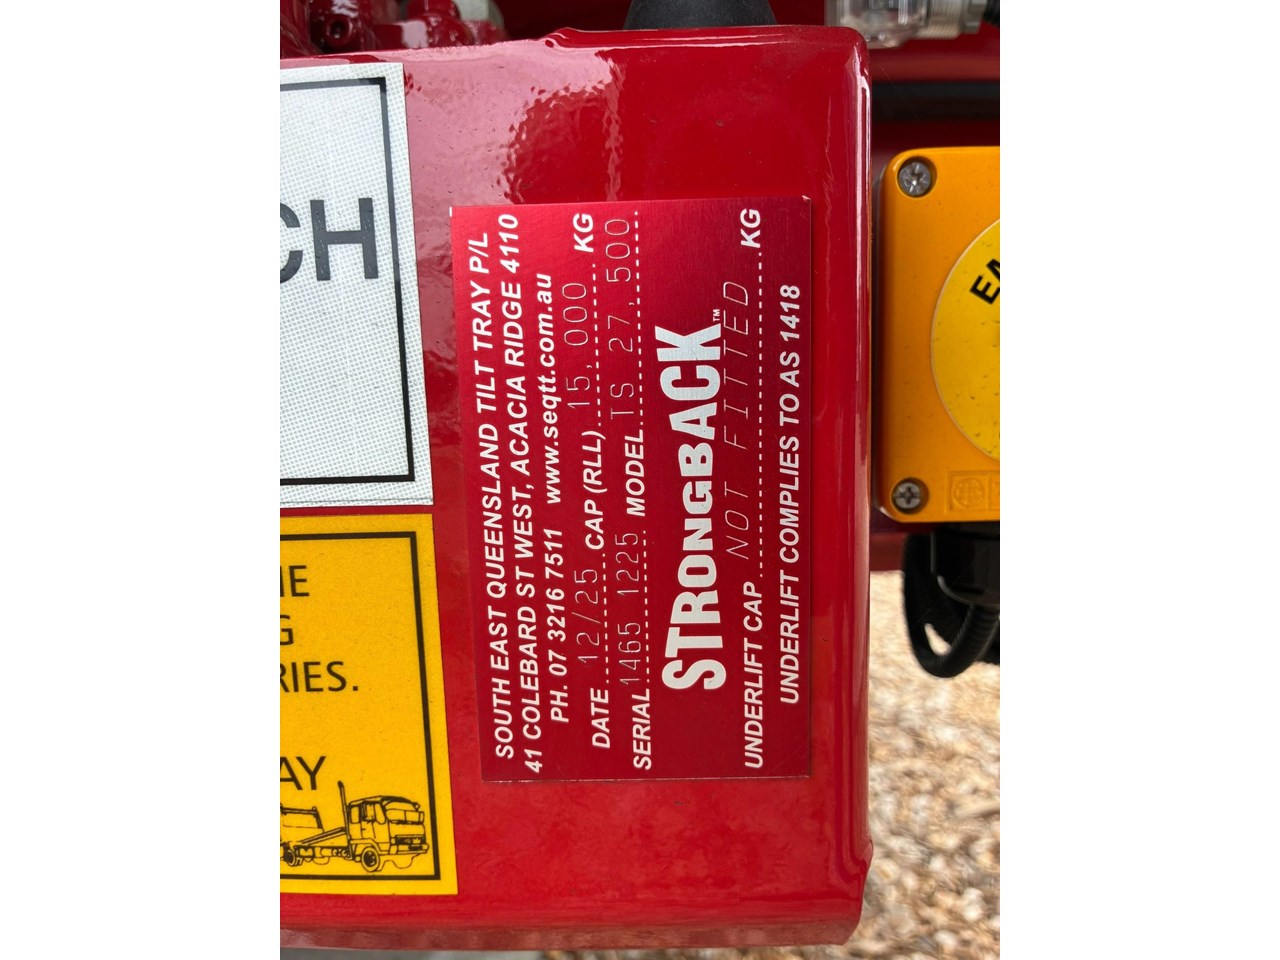 SOUTH EAST QUEENSLAND TILT TRAY P/L
41 COLEBARD ST WEST, ACACIA RIDGE 4110
PH. 07 3216 7511 www.seqtt.com.au
DATE 12/25 CAP (RLL) 15,000 KG
SERIAL 1465 1225 MODEL TS 27,500
STRONGBACK™
UNDERLIFT CAP NOT FITTED KG
UNDERLIFT COMPLIES TO AS 1418
CH
NE
G
RIES.
AY